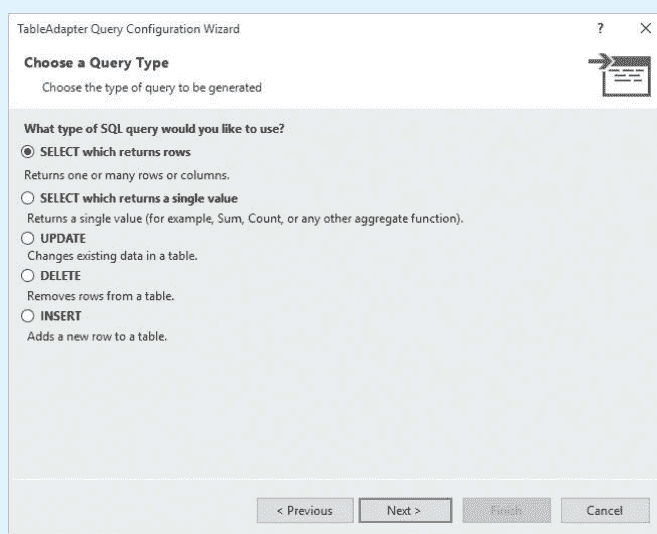 TableAdapter Query Configuration Wizard
?
Choose a Query Type
Choose the type of query to be generated
What type of SQL query would you like to use?
SELECT which returns rows
Returns one or many rows or columns.
SELECT which returns a single value
Returns a single value (for example, Sum, Count, or any other aggregate function).
UPDATE
Changes existing data in a table.
DELETE
Removes rows from a table.
INSERT
Adds a new row to a table.
< Previous Next > Finish Cancel